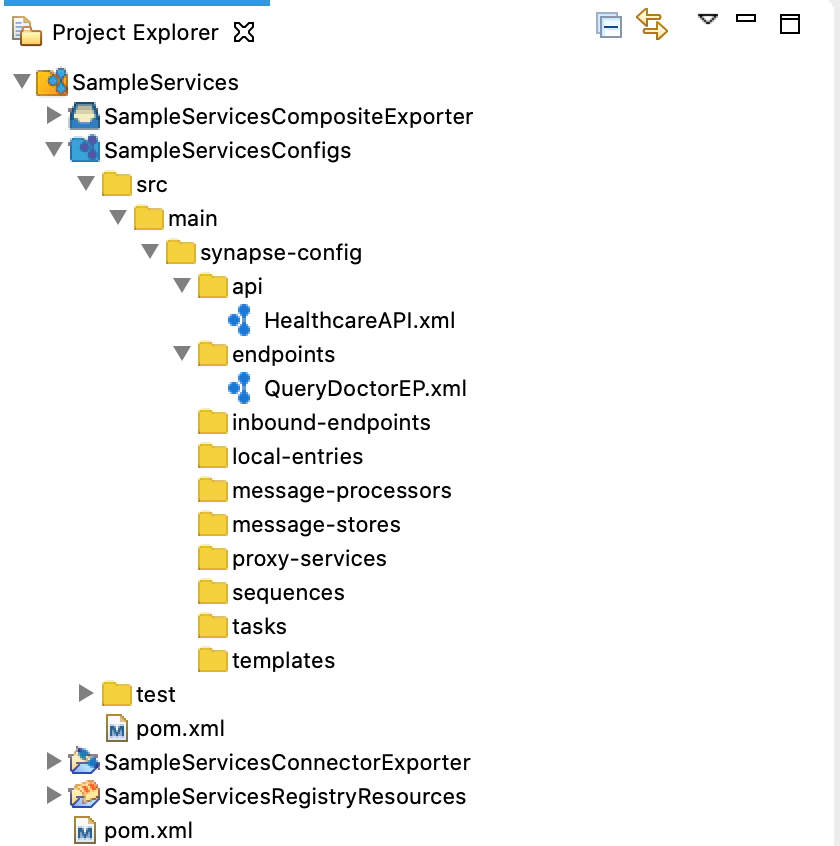 Project Explorer
SampleServices
SampleServicesCompositeExporter
SampleServicesConfigs
src
main
synapse-config
api
HealthcareAPI.xml
endpoints
QueryDoctorEP.xml
inbound-endpoints
local-entries
message-processors
message-stores
proxy-services
sequences
tasks
templates
test
M pom.xml
SampleServicesConnectorExporter
SampleServicesRegistryResources
M pom.xml